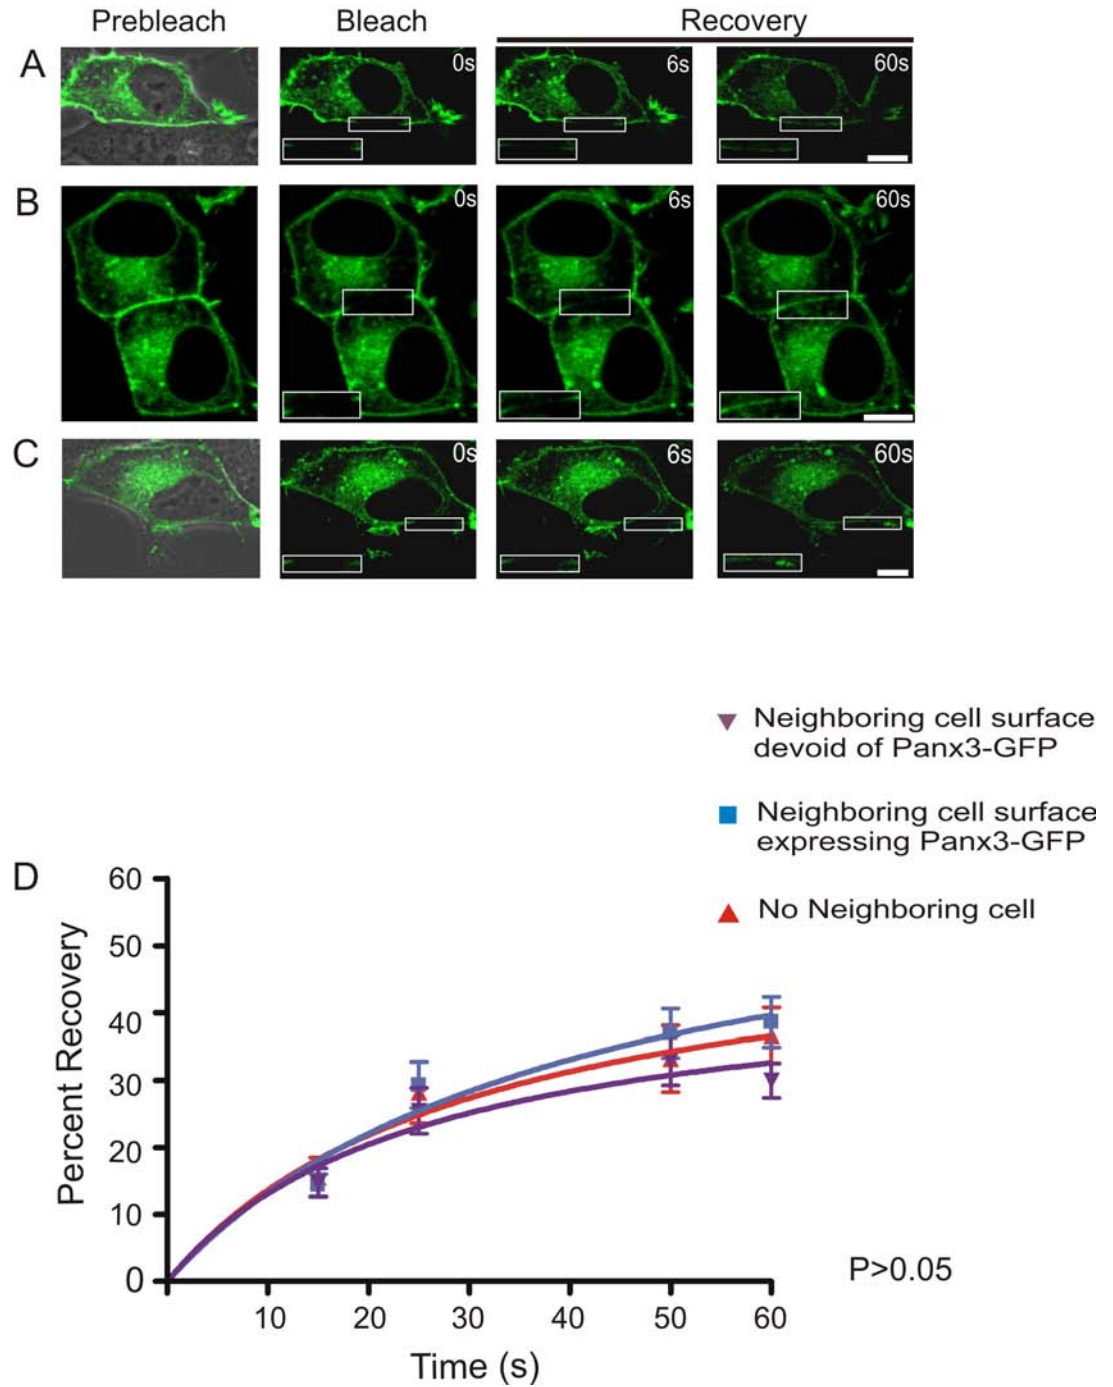 Prebleach Bleach Recovery
A 0s 6s 60s
B 0s 6s 60s
C 0s 6s 60s
Neighboring cell surface
devoid of Panx3-GFP
Neighboring cell surface
expressing Panx3-GFP
No Neighboring cell
D
Percent Recovery
60
50
40
30
20
10
0
10 20 30 40 50 60
Time (s)
P>0.05